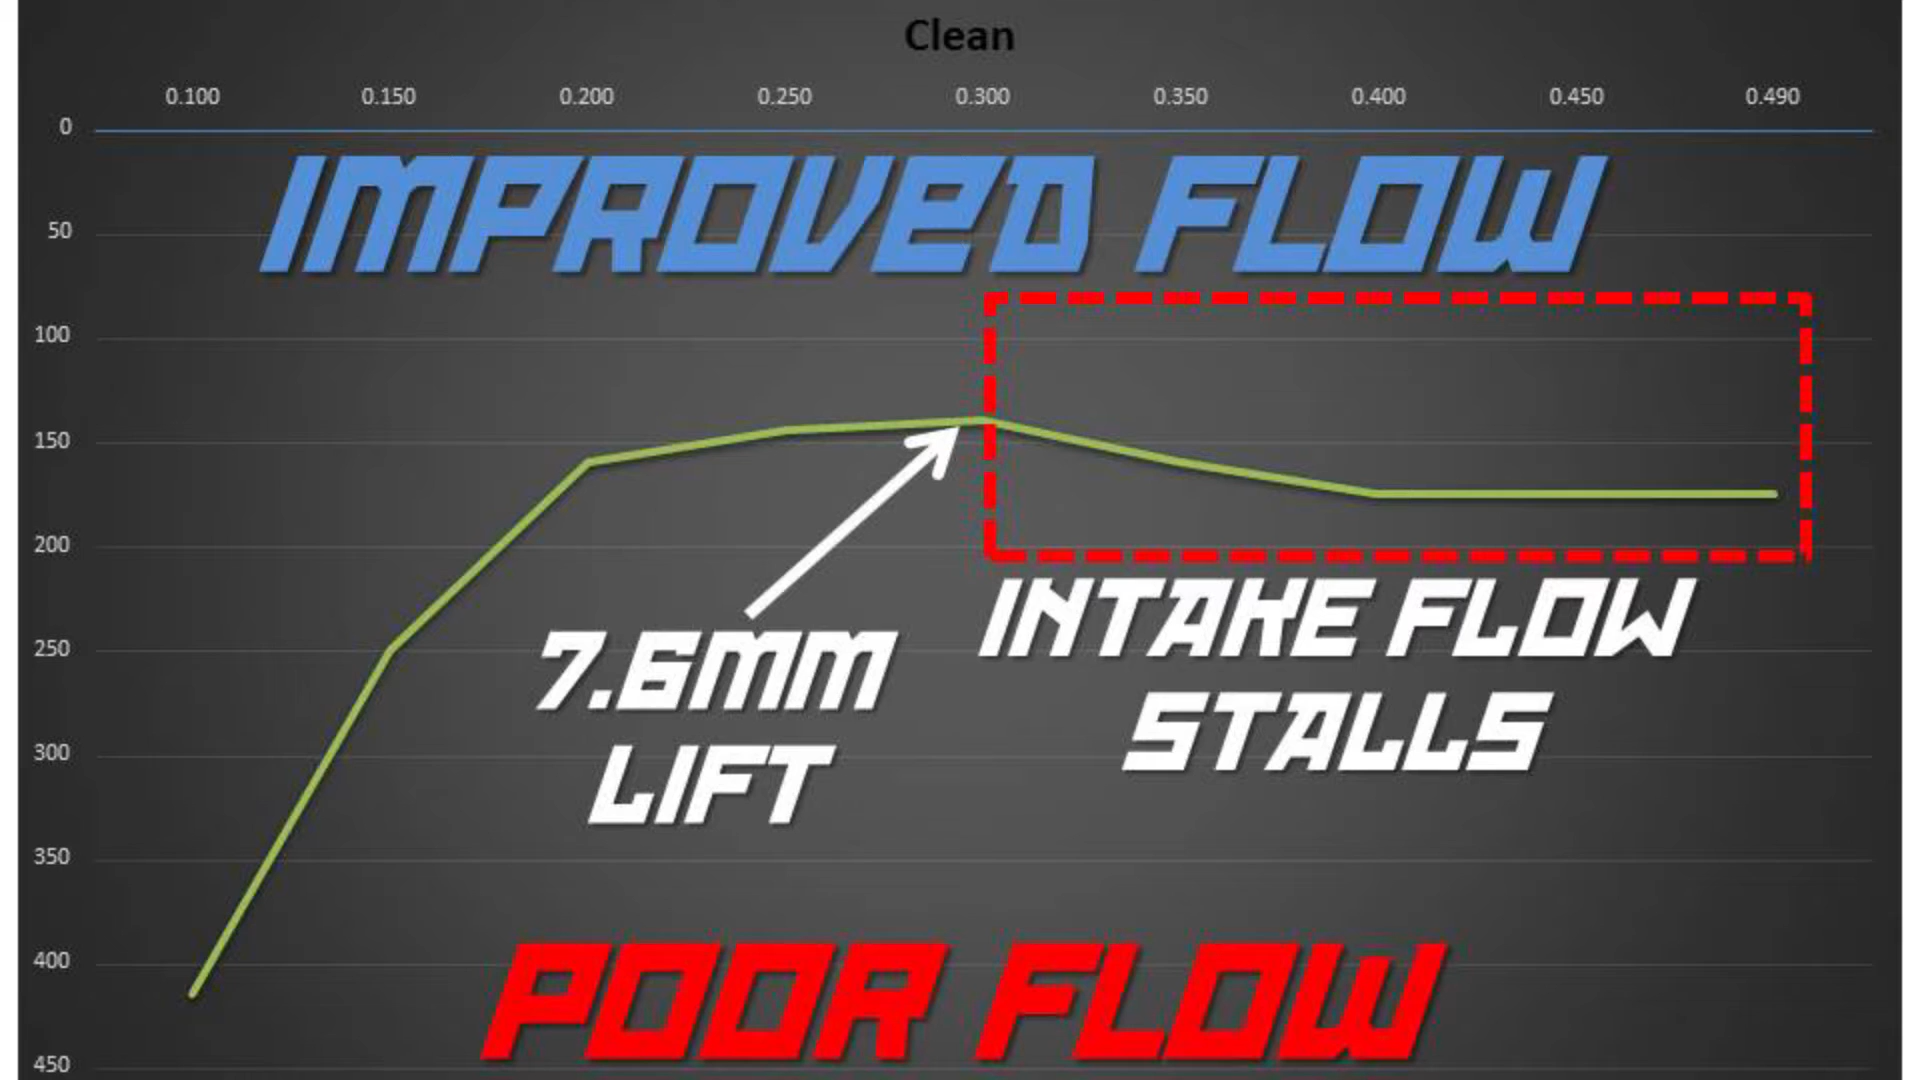 Clean
0.100 0.150 0.200 0.250 0.300 0.350 0.400 0.450 0.490
0
IMPROVED FLOW
50
100
150
200
INTAKE FLOW
STALLS
250
7.6MM
LIFT
300
350
400
POOR FLOW
450